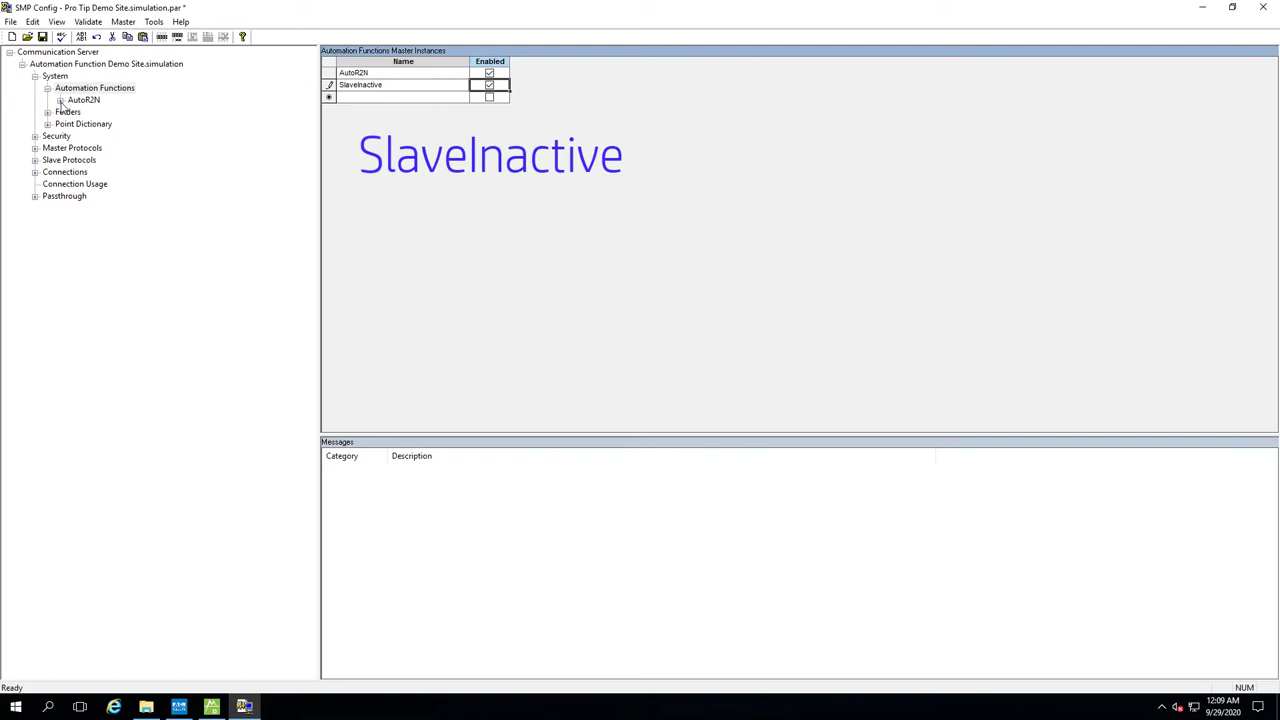 SMP Config - Pro Tip Demo Site.simulation.par *
File Edit View Validate Master Tools Help
Communication Server
Automation Function Demo Site.simulation
System
Automation Functions
AutoR2N
Folders
Point Dictionary
Security
Master Protocols
Slave Protocols
Connections
Connection Usage
Passthrough
Automation Functions Master Instances
Name Enabled
AutoR2N
SlaveInactive
SlaveInactive
Messages
Category Description
Ready NUM
12:09 AM
9/29/2020